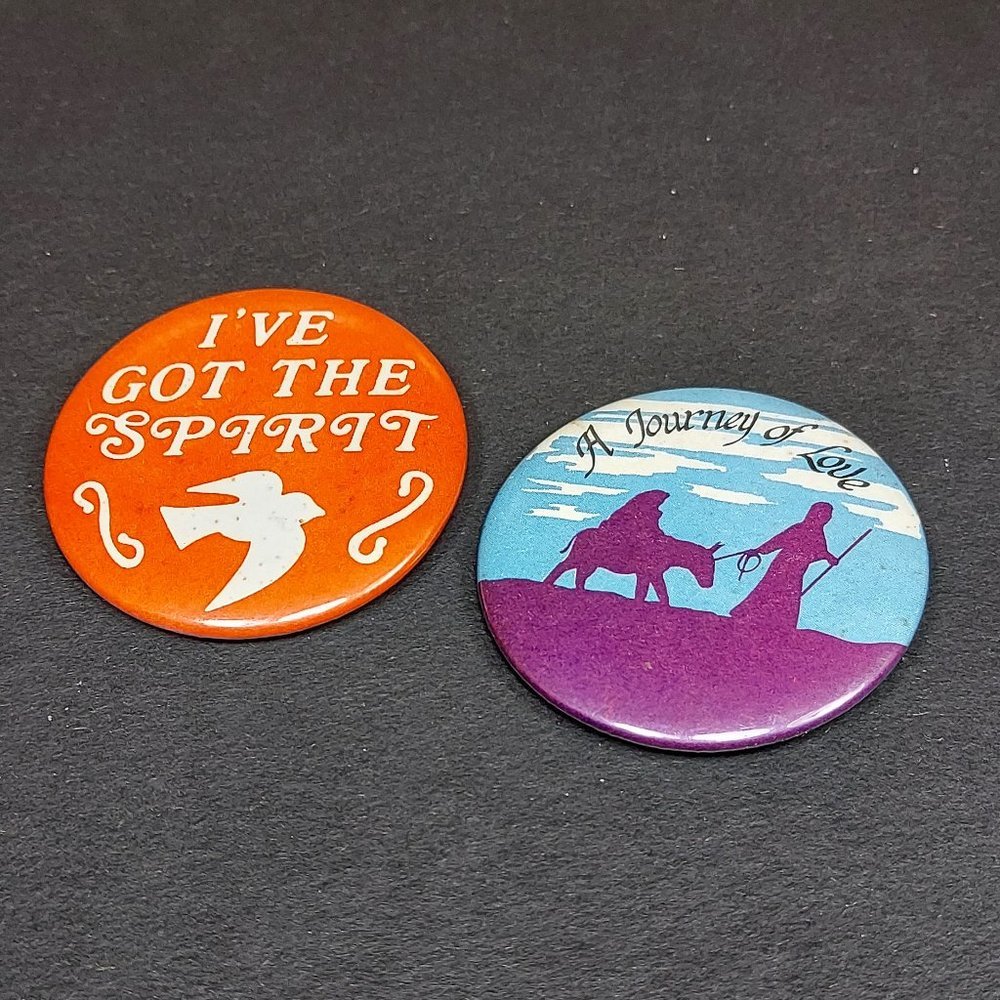 I'VE
GOT THE
SPIRIT
A Journey of Love